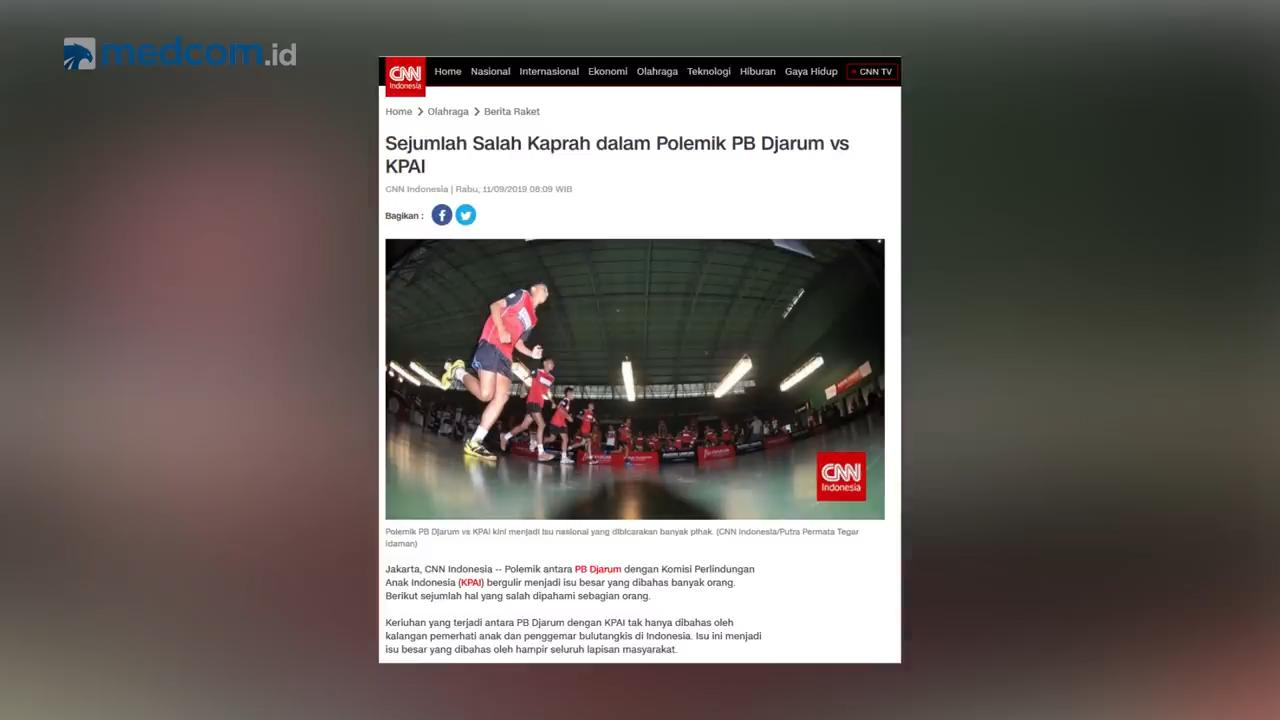 medcom.id
CNN Indonesia
Home Nasional Internasional Ekonomi Olahraga Teknologi Hiburan Gaya Hidup CNN TV
Home > Olahraga > Berita Raket
Sejumlah Salah Kaprah dalam Polemik PB Djarum vs
KPAI
CNN Indonesia | Rabu, 11/09/2019 08:09 WIB
Bagikan :
CNN
Indonesia
Polemik PB Djarum vs KPAI kini menjadi isu nasional yang dibicarakan banyak pihak. (CNN Indonesia/Putra Permata Tegar
Idaman)
Jakarta, CNN Indonesia -- Polemik antara PB Djarum dengan Komisi Perlindungan
Anak Indonesia (KPAI) bergulir menjadi isu besar yang dibahas banyak orang.
Berikut sejumlah hal yang salah dipahami sebagian orang.
Keriuhan yang terjadi antara PB Djarum dengan KPAI tak hanya dibahas oleh
kalangan pemerhati anak dan penggemar bulutangkis di Indonesia. Isu ini menjadi
isu besar yang dibahas oleh hampir seluruh lapisan masyarakat.